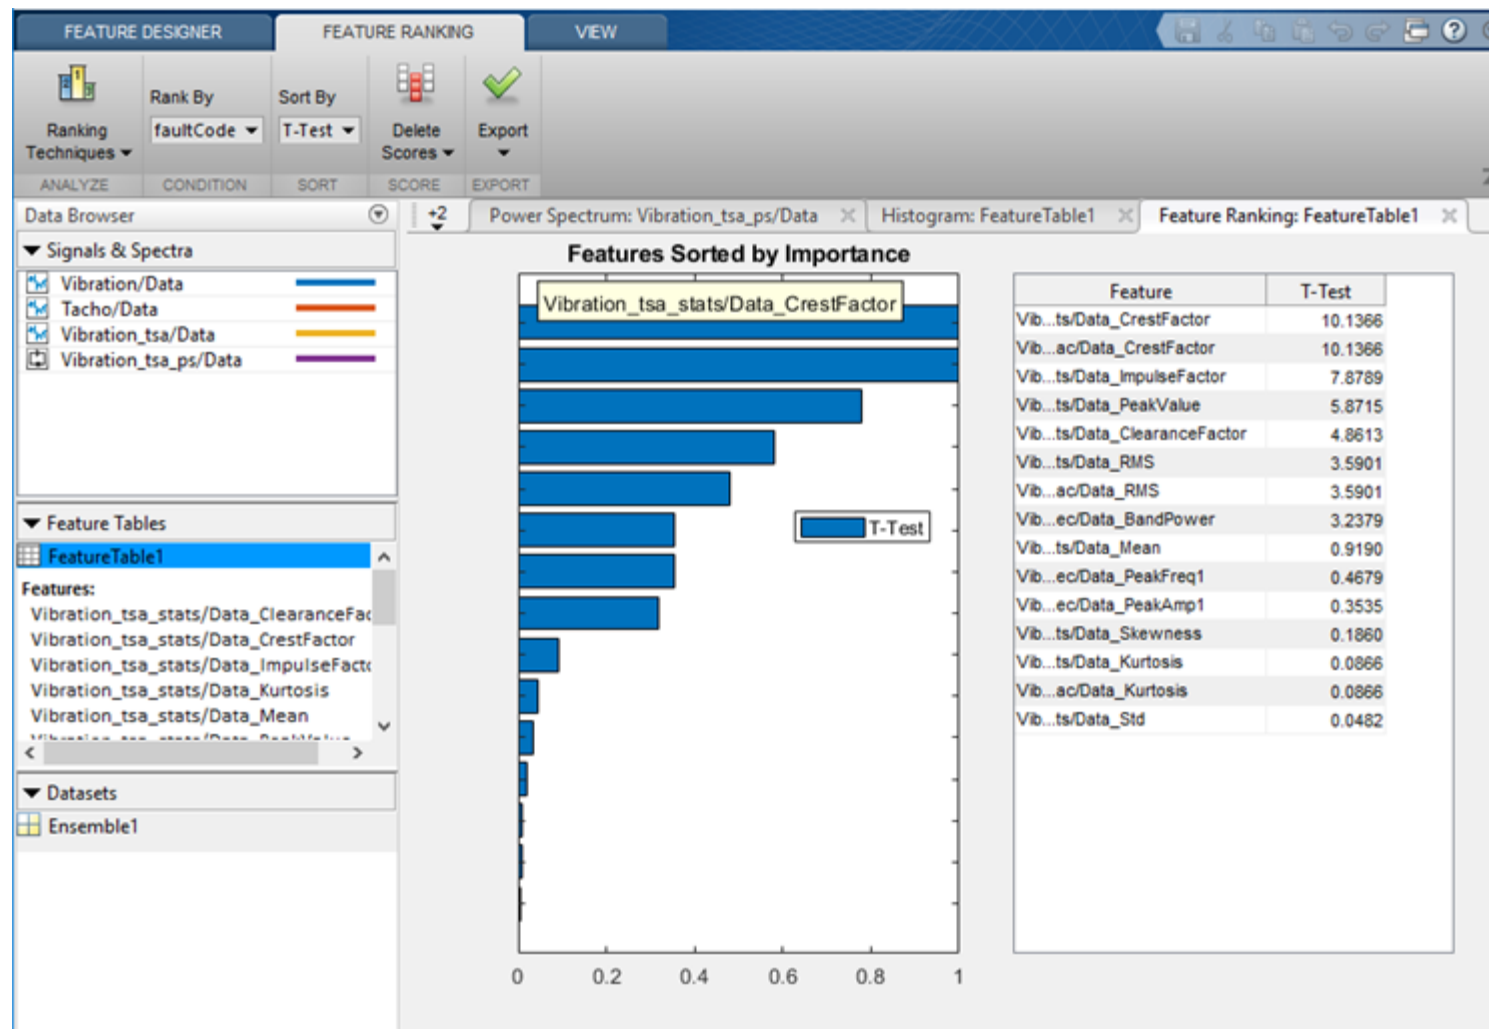 FEATURE DESIGNER FEATURE RANKING VIEW
Ranking Techniques
Rank By
faultCode
Sort By
T-Test
Delete Scores
Export
ANALYZE CONDITION SORT SCORE EXPORT
Data Browser
+2
Power Spectrum: Vibration_tsa_ps/Data
Histogram: FeatureTable1
Feature Ranking: FeatureTable1
Signals & Spectra
Vibration/Data
Tacho/Data
Vibration_tsa/Data
Vibration_tsa_ps/Data
Feature Tables
FeatureTable1
Features:
Vibration_tsa_stats/Data_ClearanceFac
Vibration_tsa_stats/Data_CrestFactor
Vibration_tsa_stats/Data_ImpulseFacto
Vibration_tsa_stats/Data_Kurtosis
Vibration_tsa_stats/Data_Mean
Datasets
Ensemble1
Features Sorted by Importance
Vibration_tsa_stats/Data_CrestFactor
T-Test
0 0.2 0.4 0.6 0.8 1
Feature T-Test
Vib...ts/Data_CrestFactor 10.1366
Vib...ac/Data_CrestFactor 10.1366
Vib...ts/Data_ImpulseFactor 7.8789
Vib...ts/Data_PeakValue 5.8715
Vib...ts/Data_ClearanceFactor 4.8613
Vib...ts/Data_RMS 3.5901
Vib...ac/Data_RMS 3.5901
Vib...ec/Data_BandPower 3.2379
Vib...ts/Data_Mean 0.9190
Vib...ec/Data_PeakFreq1 0.4679
Vib...ec/Data_PeakAmp1 0.3535
Vib...ts/Data_Skewness 0.1860
Vib...ts/Data_Kurtosis 0.0866
Vib...ac/Data_Kurtosis 0.0866
Vib...ts/Data_Std 0.0482